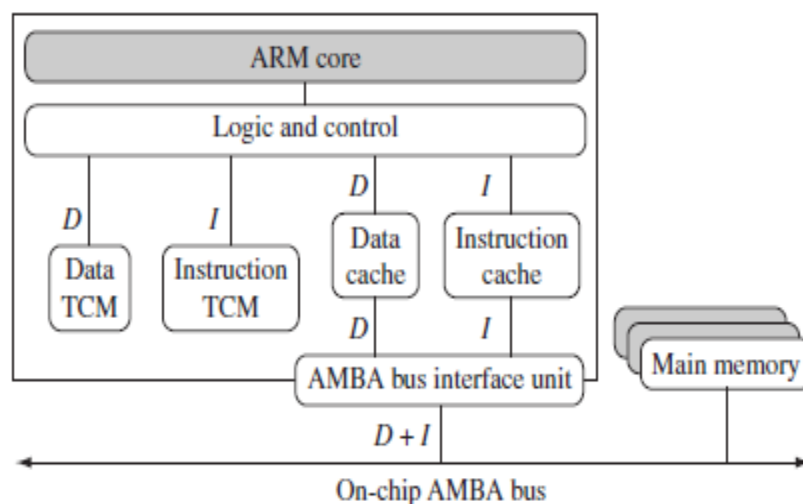 ARM core
Logic and control
D
I
D
I
Data
TCM
Instruction
TCM
Data
cache
Instruction
cache
D
I
AMBA bus interface unit
Main memory
D + I
On-chip AMBA bus